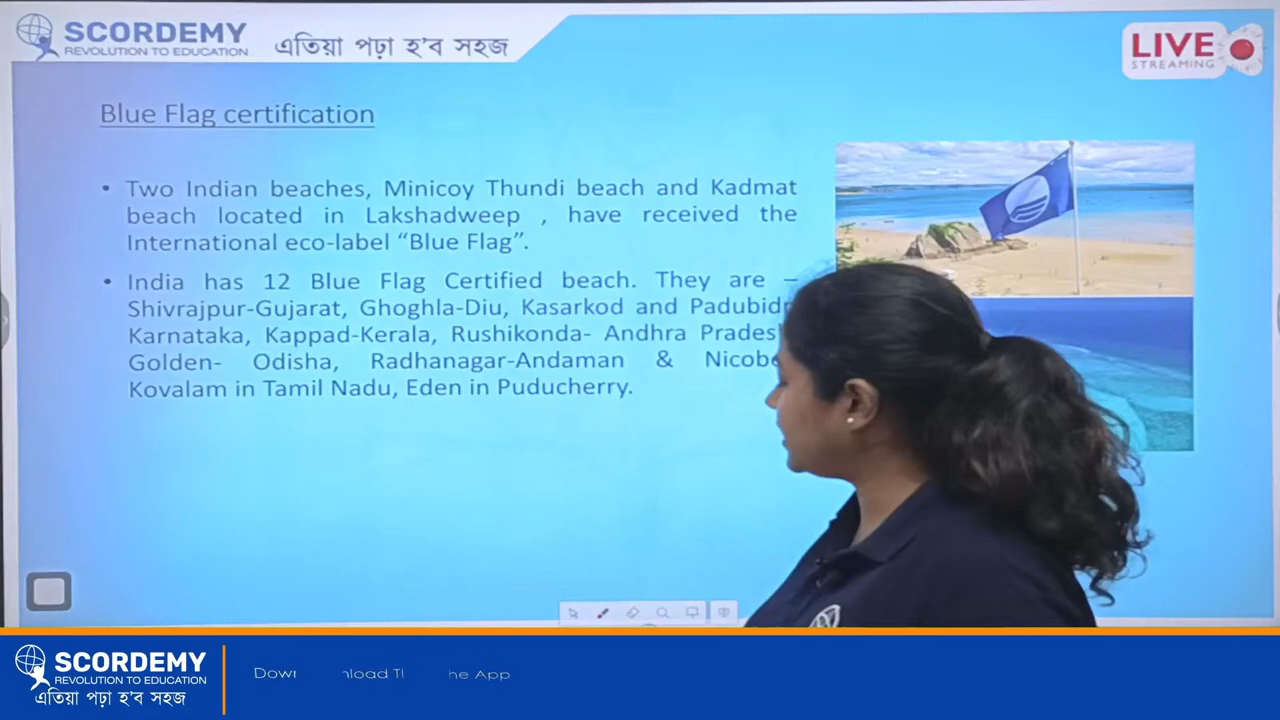 SCORDEMY
REVOLUTION TO EDUCATION
এতিয়া পঢ়া হ'ব সহজ
LIVE
STREAMING
Blue Flag certification
• Two Indian beaches, Minicoy Thundi beach and Kadmat
beach located in Lakshadweep , have received the
International eco-label “Blue Flag”.
• India has 12 Blue Flag Certified beach. They are –
Shivrajpur-Gujarat, Ghoghla-Diu, Kasarkod and
Karnataka, Kappad-Kerala, Rushikonda- Andhra
Golden- Odisha, Radhanagar-Andaman &
Kovalam in Tamil Nadu, Eden in Puducherry.
SCORDEMY
REVOLUTION TO EDUCATION
এতিয়া পঢ়া হ'ব সহজ
App